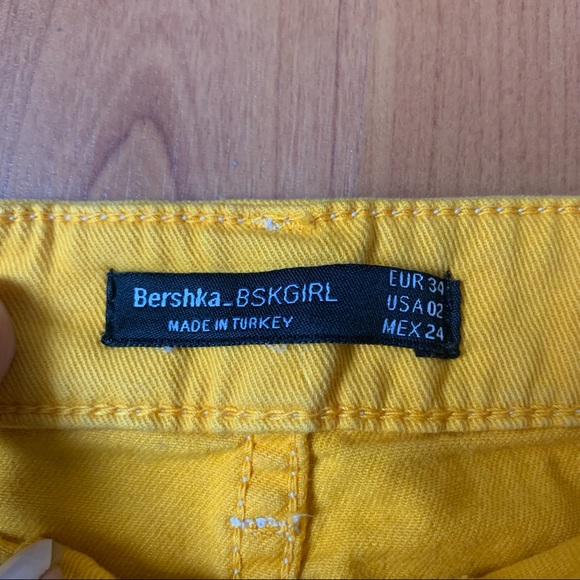 Bershka_BSKGIRL
MADE IN TURKEY
EUR 34
USA 02
MEX 24